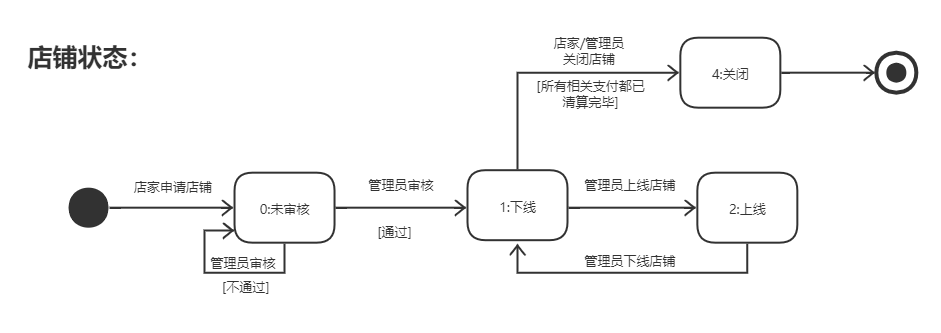 店铺状态：
店家/管理员
关闭店铺
[所有相关支付都已
清算完毕]
4:关闭
店家申请店铺
0:未审核
管理员审核
[通过]
1:下线
管理员上线店铺
2:上线
管理员下线店铺
管理员审核
[不通过]